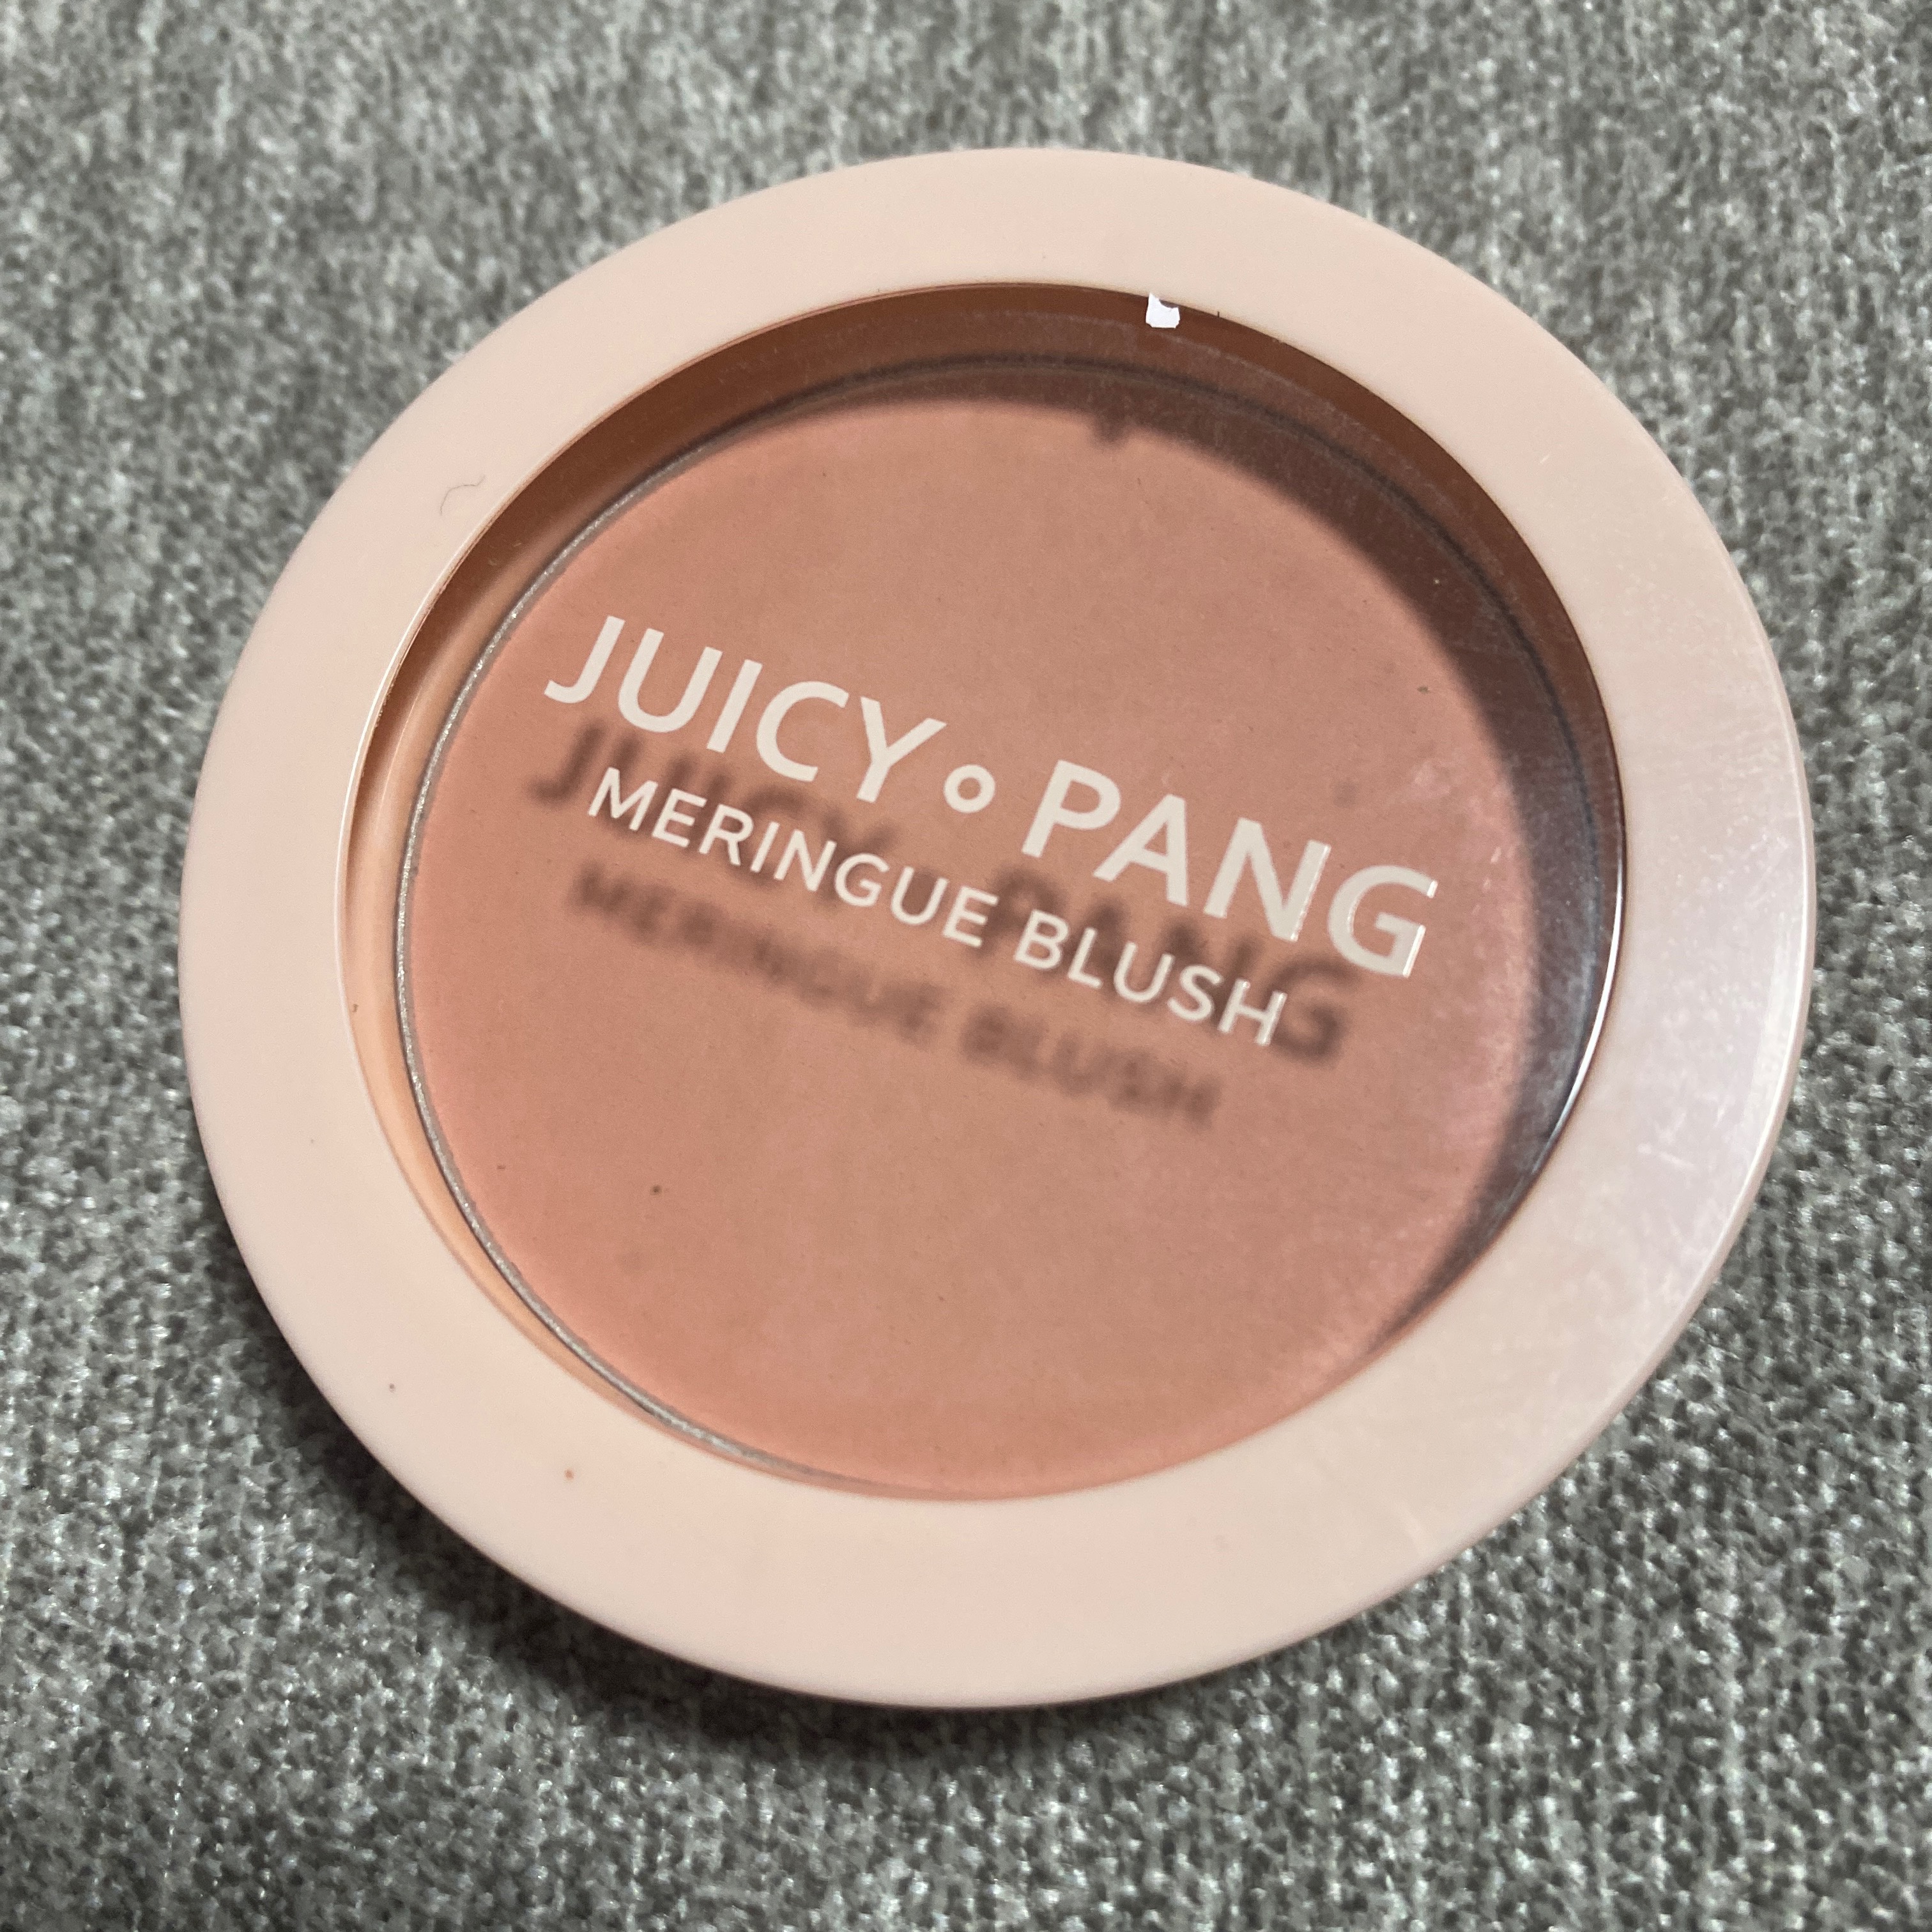 JUICY ∘ PANG
MERINGUE BLUSH